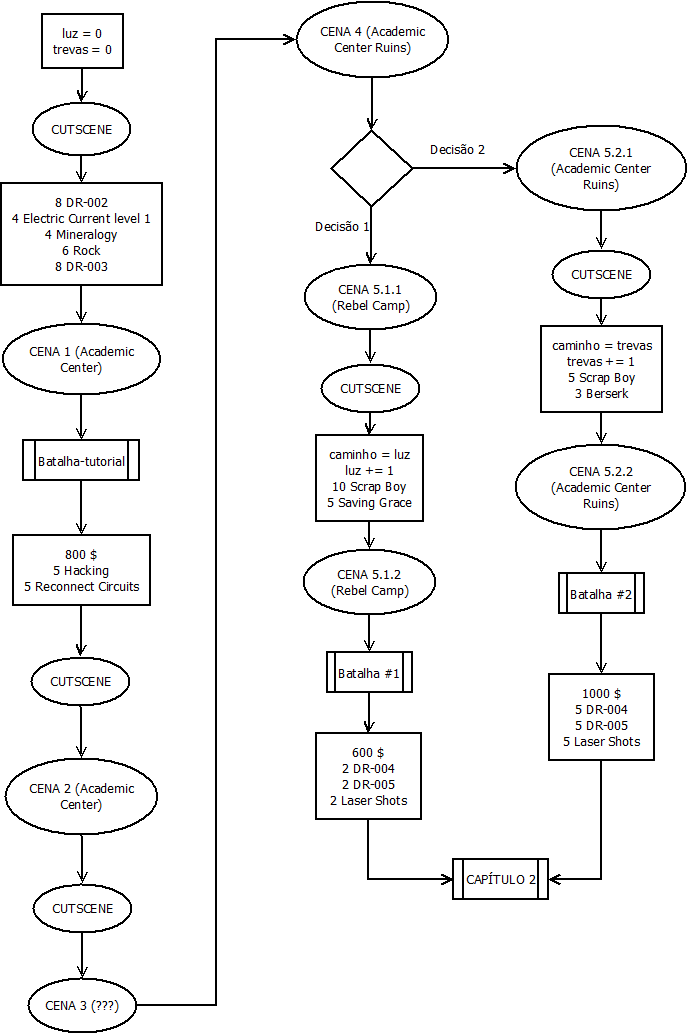 luz = 0
trevas = 0
CUTSCENE
8 DR-002
4 Electric Current level 1
4 Mineralogy
6 Rock
8 DR-003
CENA 1 (Academic
Center)
Batalha-tutorial
800 $
5 Hacking
5 Reconnect Circuits
CUTSCENE
CENA 2 (Academic
Center)
CUTSCENE
CENA 3 (???)
CENA 4 (Academic
Center Ruins)
Decisão 1
Decisão 2
CENA 5.1.1
(Rebel Camp)
CUTSCENE
caminho = luz
luz += 1
10 Scrap Boy
5 Saving Grace
CENA 5.1.2
(Rebel Camp)
Batalha #1
600 $
2 DR-004
2 DR-005
2 Laser Shots
CENA 5.2.1
(Academic Center
Ruins)
CUTSCENE
caminho = trevas
trevas += 1
5 Scrap Boy
3 Berserk
CENA 5.2.2
(Academic Center
Ruins)
Batalha #2
1000 $
5 DR-004
5 DR-005
5 Laser Shots
CAPÍTULO 2